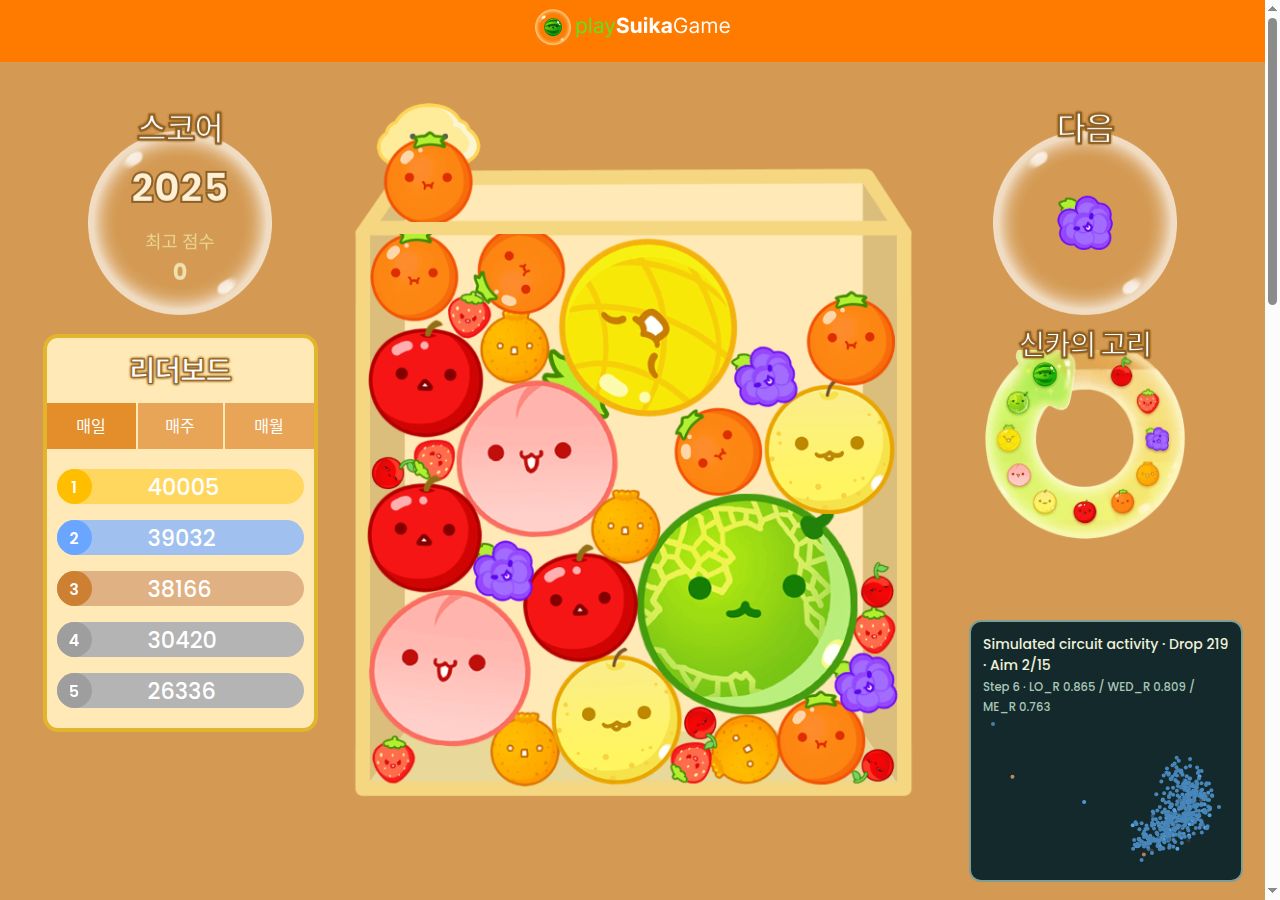 playSuikaGame
스코어
2025
최고 점수
0
리더보드
매일 매주 매월
1 40005
2 39032
3 38166
4 30420
5 26336
다음
신카의 고리
Simulated circuit activity · Drop 219
· Aim 2/15
Step 6 · LO_R 0.865 / WED_R 0.809 /
ME_R 0.763